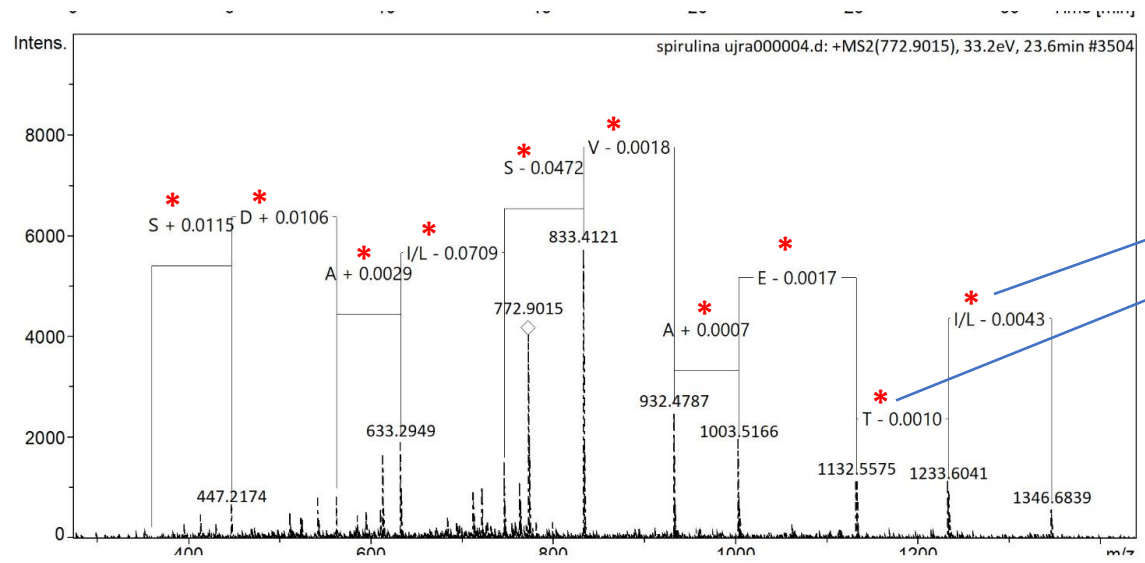 Intens.
spirulina ujra000004.d: +MS2(772.9015), 33.2eV, 23.6min #3504
8000
6000
4000
2000
0
*
V - 0.0018
*
S - 0.0472
*
S + 0.0115
*
D + 0.0106
*
I/L - 0.0709
*
A + 0.0029
*
E - 0.0017
*
A + 0.0007
*
I/L - 0.0043
*
T - 0.0010
833.4121
772.9015
932.4787
633.2949
1003.5166
1132.5575
1233.6041
447.2174
1346.6839
400
600
800
1000
1200
m/z